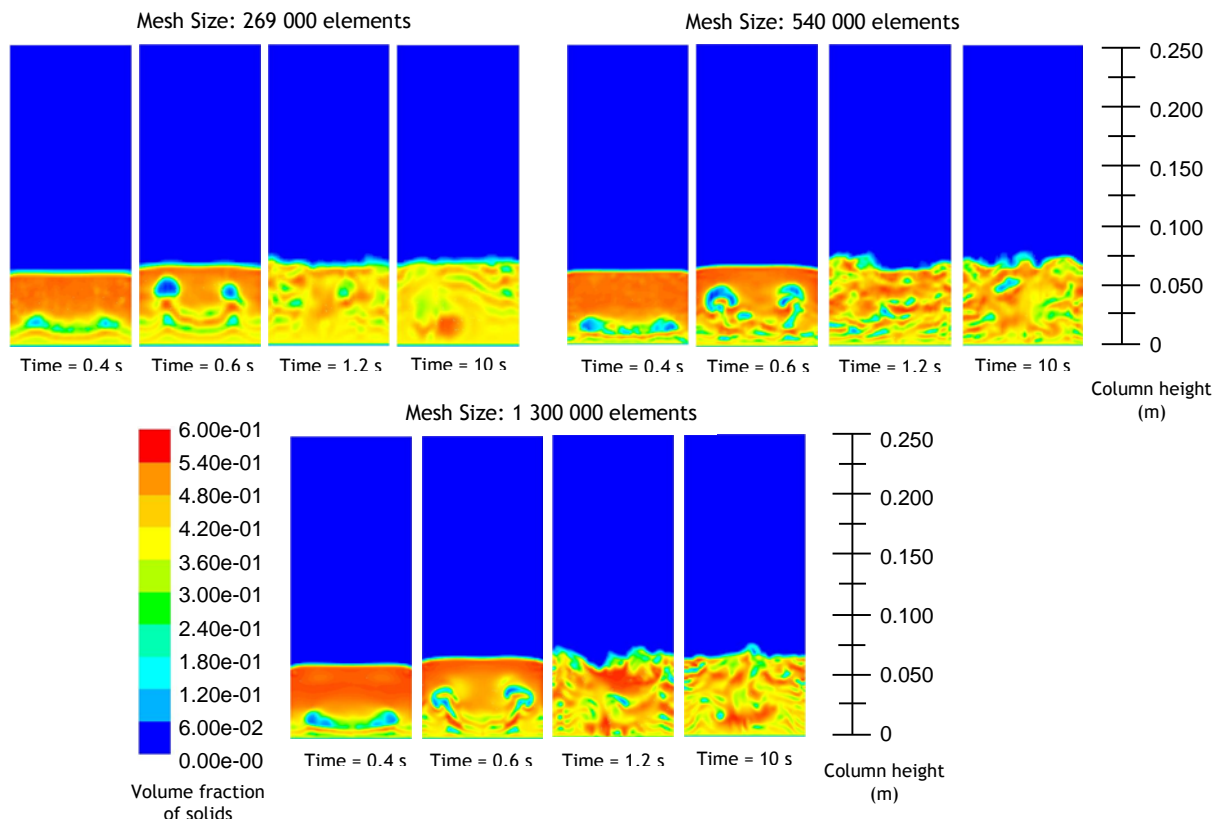 Mesh Size: 269 000 elements
Mesh Size: 540 000 elements
0.250
0.200
0.150
0.100
0.050
0
Time = 0.4 s
Time = 0.6 s
Time = 1.2 s
Time = 10 s
Time = 0.4 s
Time = 0.6 s
Time = 1.2 s
Time = 10 s
Column height
(m)
Mesh Size: 1 300 000 elements
6.00e-01
5.40e-01
4.80e-01
4.20e-01
3.60e-01
3.00e-01
2.40e-01
1.80e-01
1.20e-01
6.00e-02
0.00e-00
Volume fraction
of solids
0.250
0.200
0.150
0.100
0.050
0
Time = 0.4 s
Time = 0.6 s
Time = 1.2 s
Time = 10 s
Column height
(m)